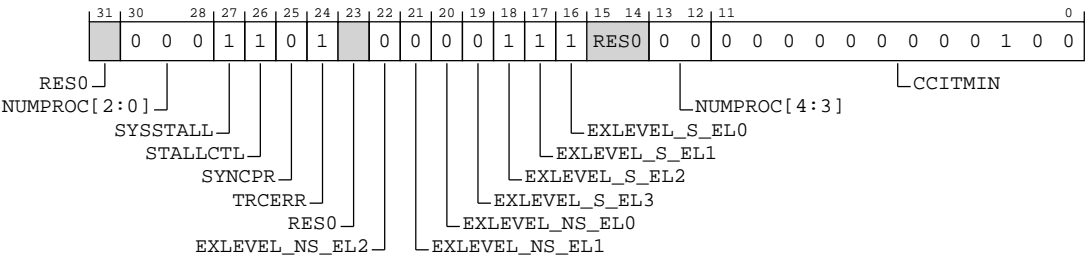 31 30 28 27 26 25 24 23 22 21 20 19 18 17 16 15 14 13 12 11 0
0 0 0 1 1 0 1 0 0 0 0 1 1 1 RES0 0 0 0 0 0 0 0 0 0 0 0 1 0 0
RES0 CCITMIN
NUMPROC[2:0] NUMPROC[4:3]
SYSSTALL EXLEVEL_S_EL0
STALLCTL EXLEVEL_S_EL1
SYNCPR EXLEVEL_S_EL2
TRCERR EXLEVEL_S_EL3
RES0 EXLEVEL_NS_EL0
EXLEVEL_NS_EL2 EXLEVEL_NS_EL1